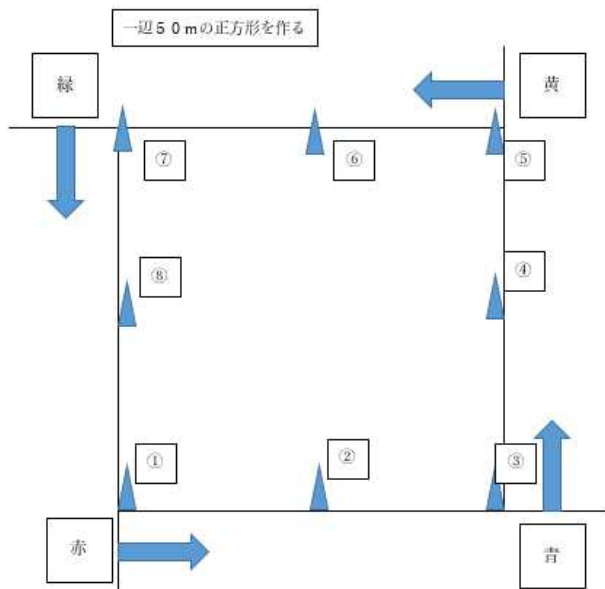 一辺５０ｍの正方形を作る
緑
黄
⑦
⑥
⑤
⑧
④
①
②
③
赤
青